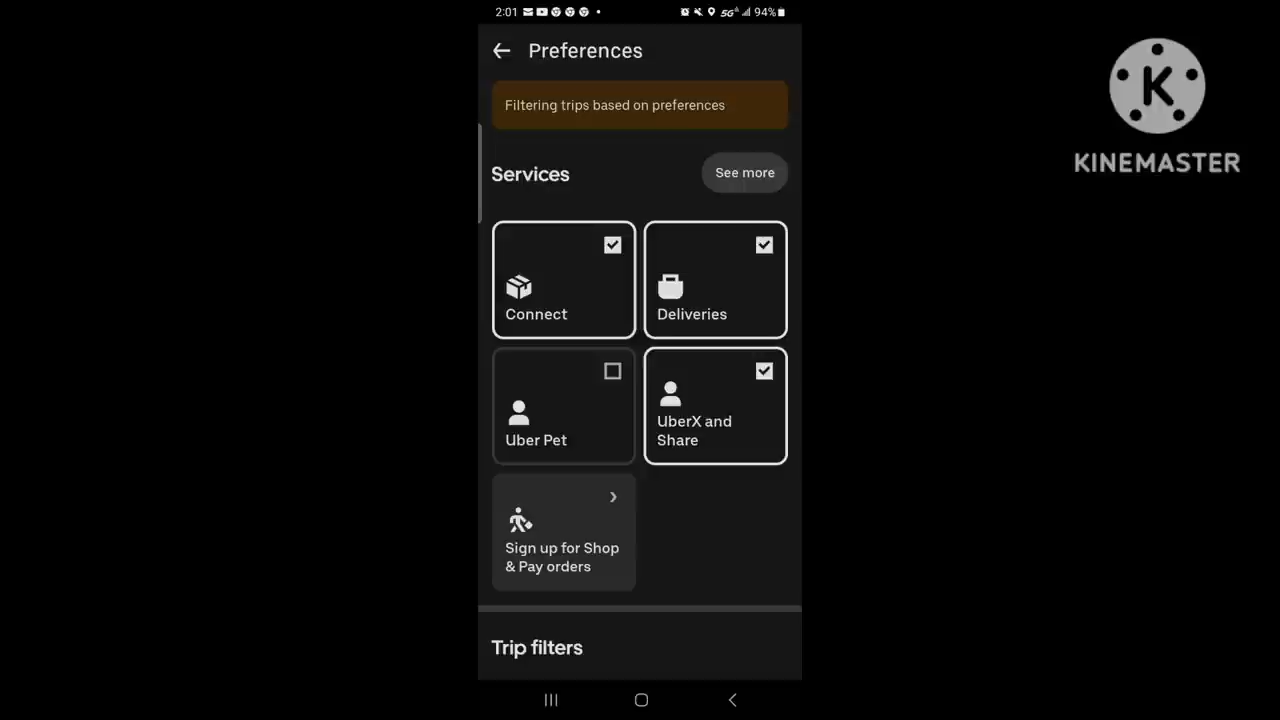 2:01
5G 94%
Preferences
Filtering trips based on preferences
Services
See more
Connect
Deliveries
Uber Pet
UberX and
Share
Sign up for Shop
& Pay orders
Trip filters
K
KINEMASTER